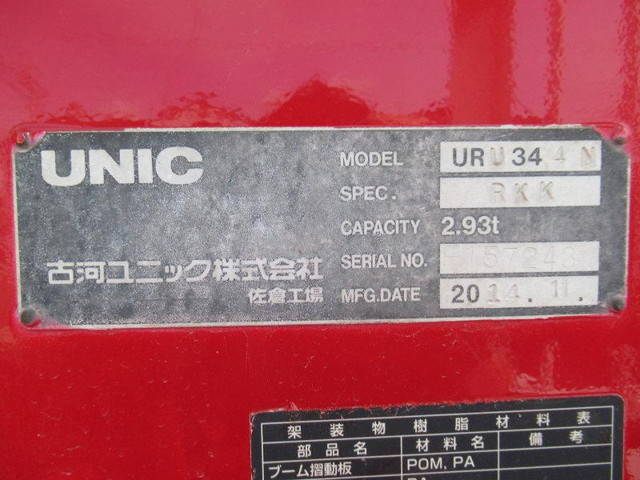 UNIC
MODEL URU344N
SPEC. RKK
CAPACITY 2.93t
古河ユニック株式会社
佐倉工場
SERIAL NO.
MFG.DATE 2014. 11.
架装物樹脂材料表
部品名 材料名 備考
ブーム摺動板 POM, PA